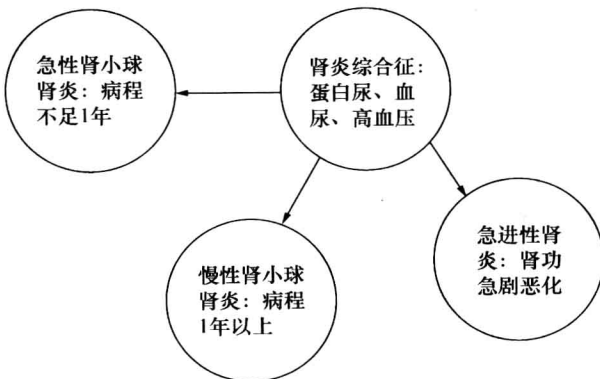 急性肾小球
肾炎：病程
不足1年
肾炎综合征：
蛋白尿、血
尿、高血压
慢性肾小球
肾炎：病程
1年以上
急进性肾
炎：肾功
急剧恶化